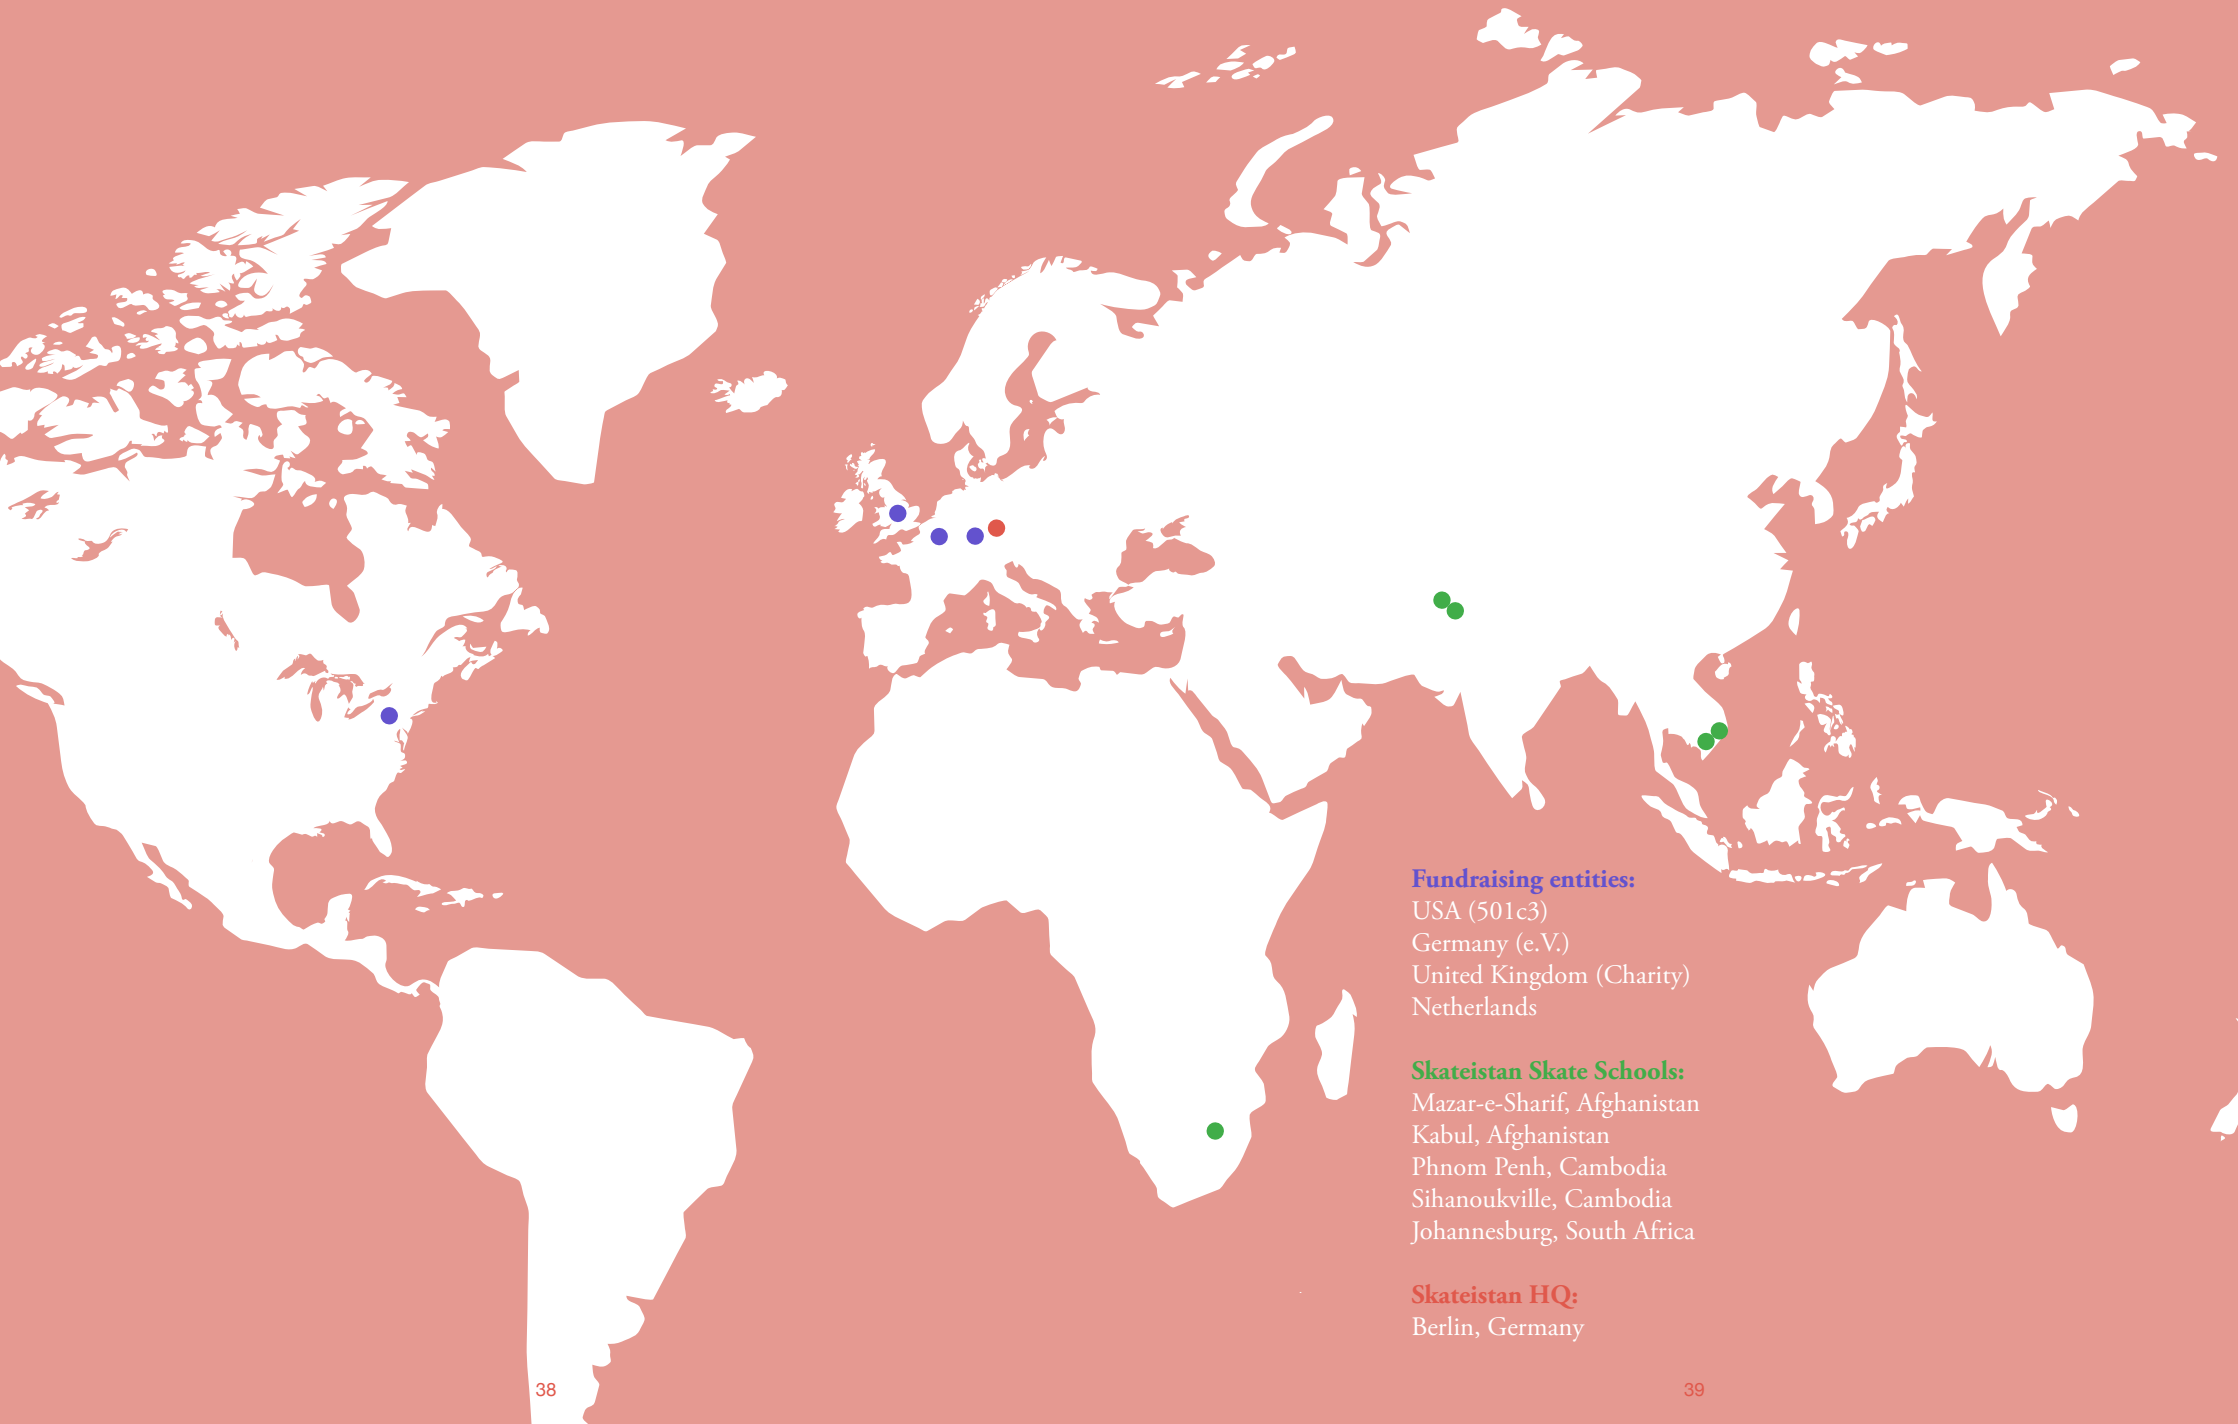 Fundraising entities:
USA (501c3)
Germany (e.V.)
United Kingdom (Charity)
Netherlands
Skateistan Skate Schools:
Mazar-e-Sharif, Afghanistan
Kabul, Afghanistan
Phnom Penh, Cambodia
Sihanoukville, Cambodia
Johannesburg, South Africa
Skateistan HQ:
Berlin, Germany
38
39